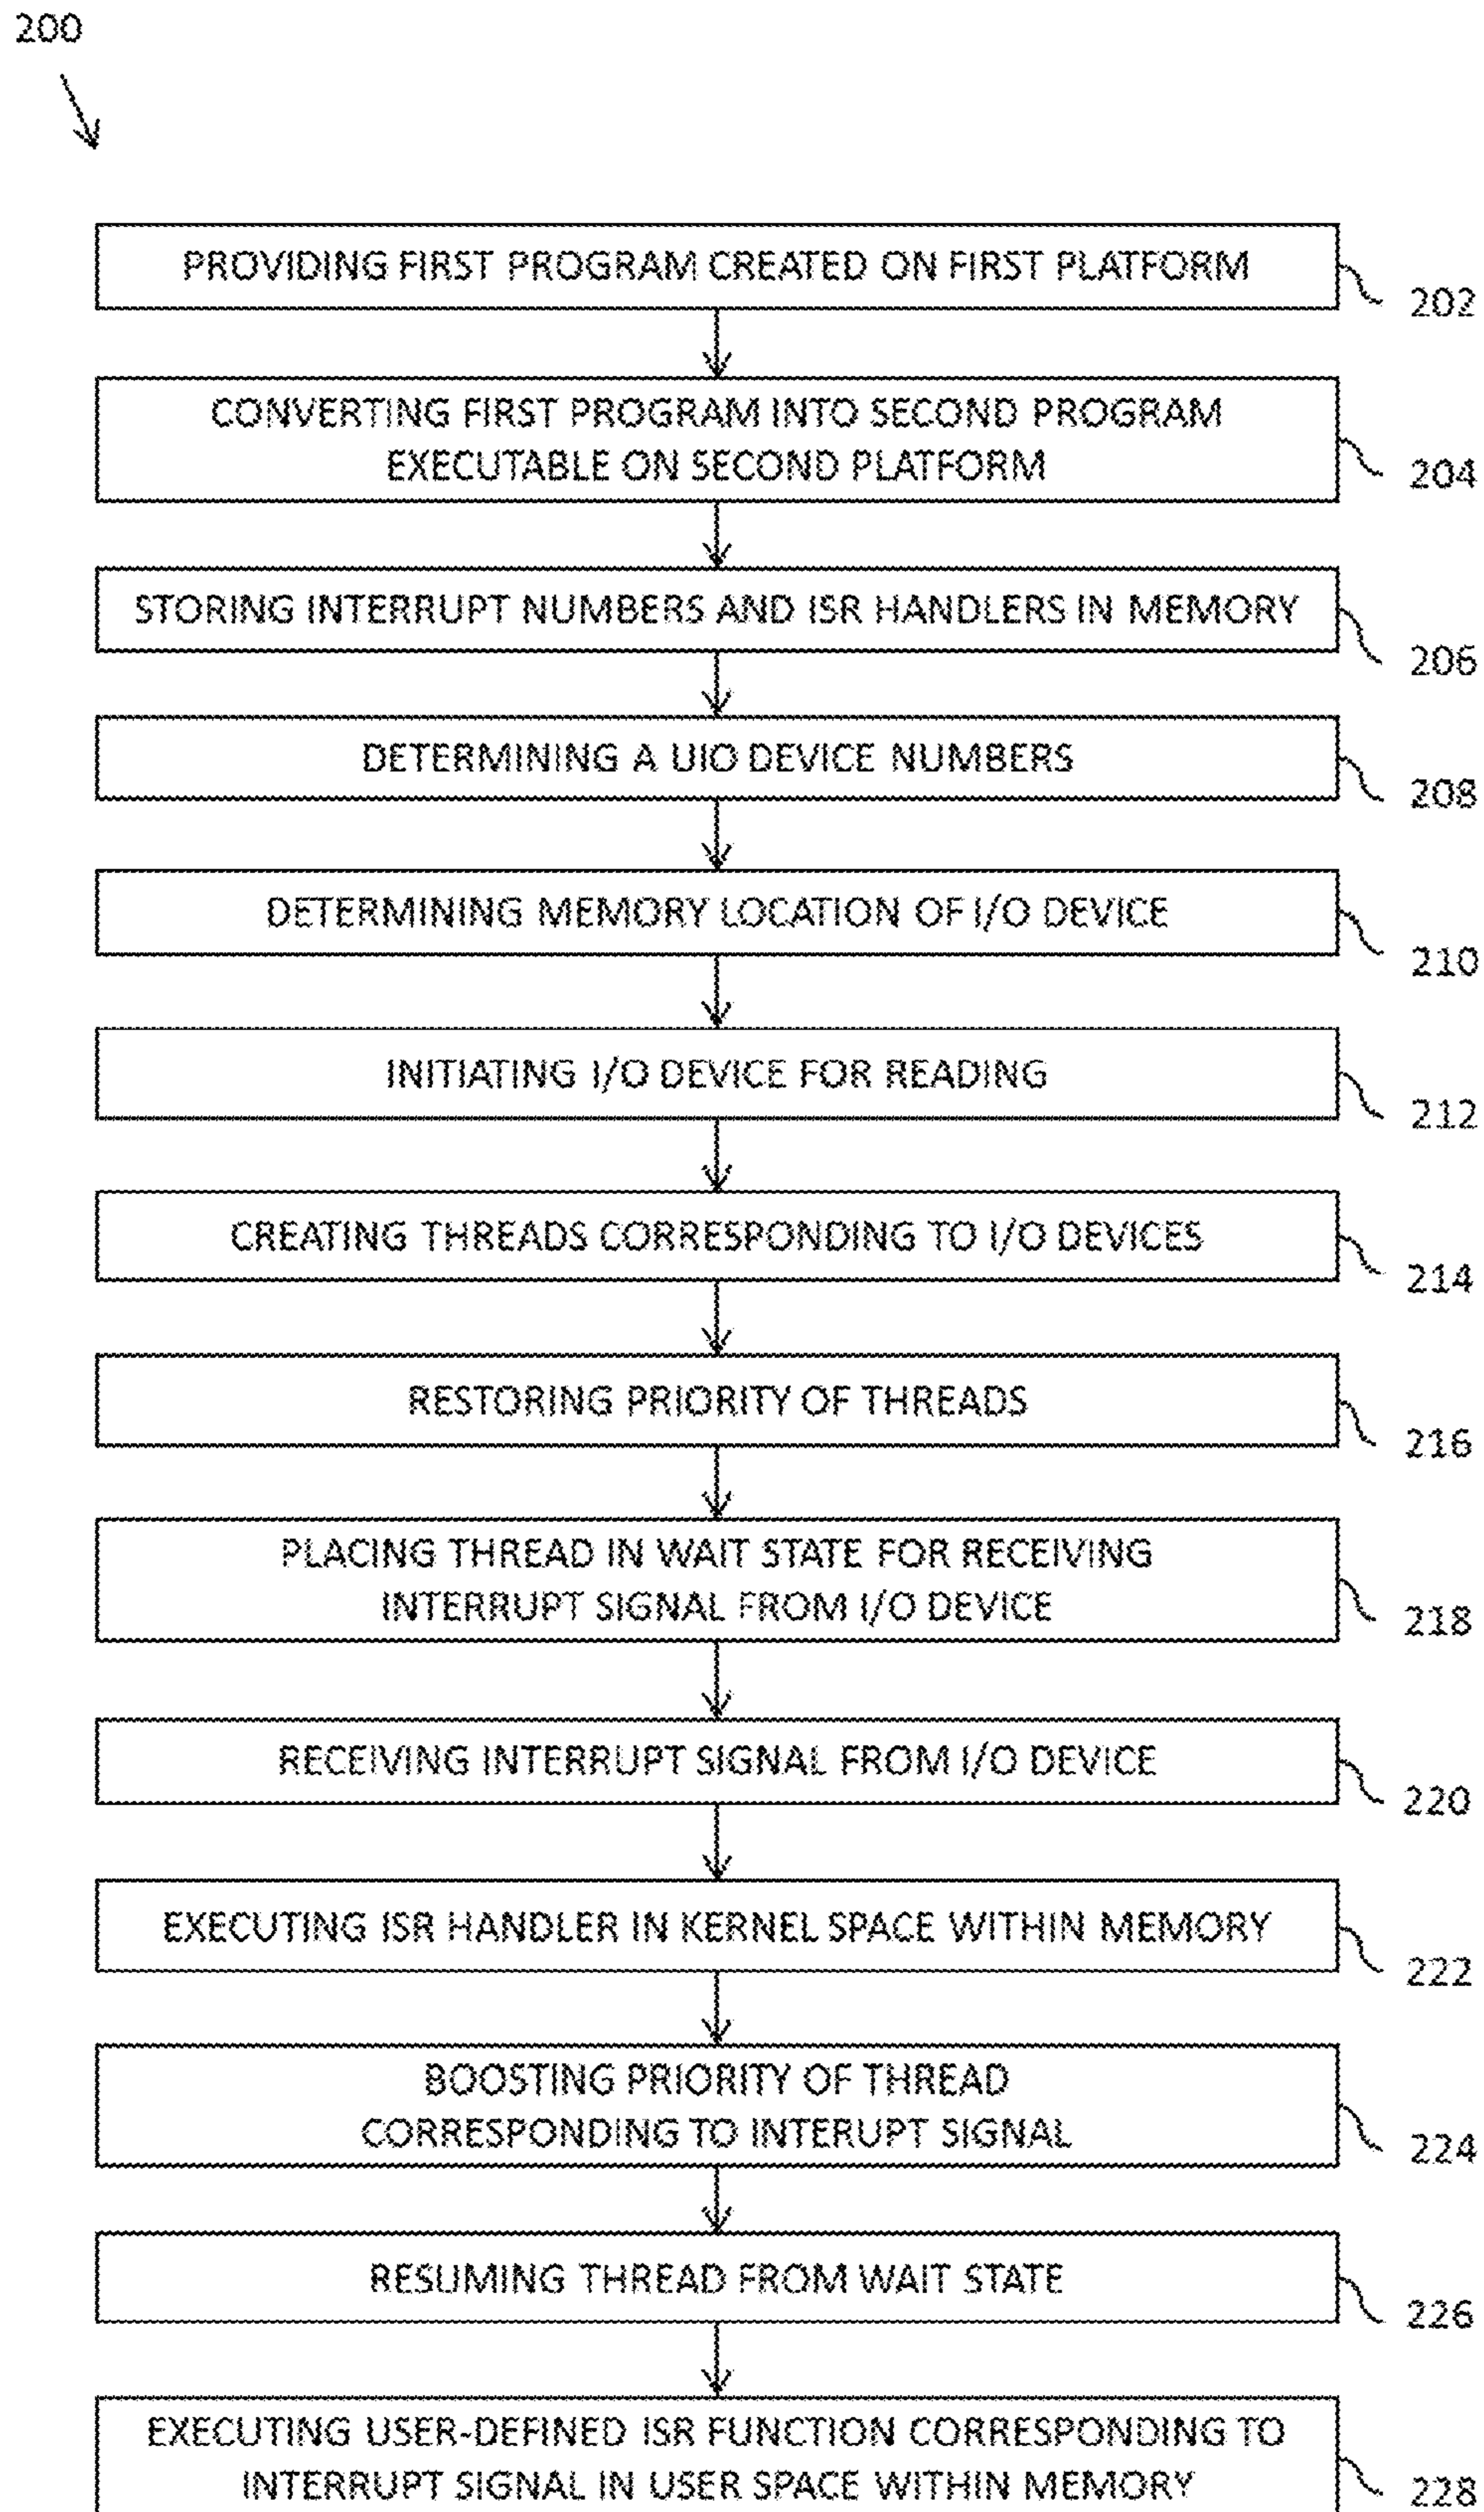 200
PROVIDING FIRST PROGRAM CREATED ON FIRST PLATFORM
202
CONVERTING FIRST PROGRAM INTO SECOND PROGRAM
EXECUTABLE ON SECOND PLATFORM
204
STORING INTERRUPT NUMBERS AND ISR HANDLERS IN MEMORY
206
DETERMINING A UIO DEVICE NUMBERS
208
DETERMINING MEMORY LOCATION OF I/O DEVICE
210
INITIATING I/O DEVICE FOR READING
212
CREATING THREADS CORRESPONDING TO I/O DEVICES
214
RESTORING PRIORITY OF THREADS
216
PLACING THREAD IN WAIT STATE FOR RECEIVING
INTERRUPT SIGNAL FROM I/O DEVICE
218
RECEIVING INTERRUPT SIGNAL FROM I/O DEVICE
220
EXECUTING ISR HANDLER IN KERNEL SPACE WITHIN MEMORY
222
BOOSTING PRIORITY OF THREAD
CORRESPONDING TO INTERUPT SIGNAL
224
RESUMING THREAD FROM WAIT STATE
226
EXECUTING USER-DEFINED ISR FUNCTION CORRESPONDING TO
INTERRUPT SIGNAL IN USER SPACE WITHIN MEMORY
228